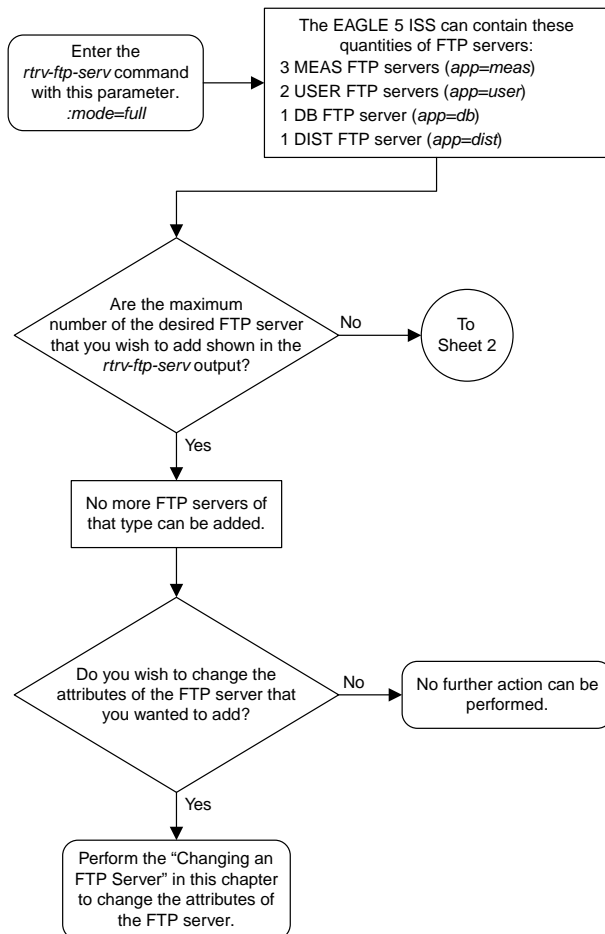 Enter the
rtrv-ftp-serv command
with this parameter.
:mode=full
The EAGLE 5 ISS can contain these
quantities of FTP servers:
3 MEAS FTP servers (app=meas)
2 USER FTP servers (app=user)
1 DB FTP server (app=db)
1 DIST FTP server (app=dist)
Are the maximum
number of the desired FTP server
that you wish to add shown in the
rtrv-ftp-serv output?
No
To
Sheet 2
Yes
No more FTP servers of
that type can be added.
Do you wish to change the
attributes of the FTP server that
you wanted to add?
No
No further action can be
performed.
Yes
Perform the “Changing an
FTP Server” in this chapter
to change the attributes of
the FTP server.